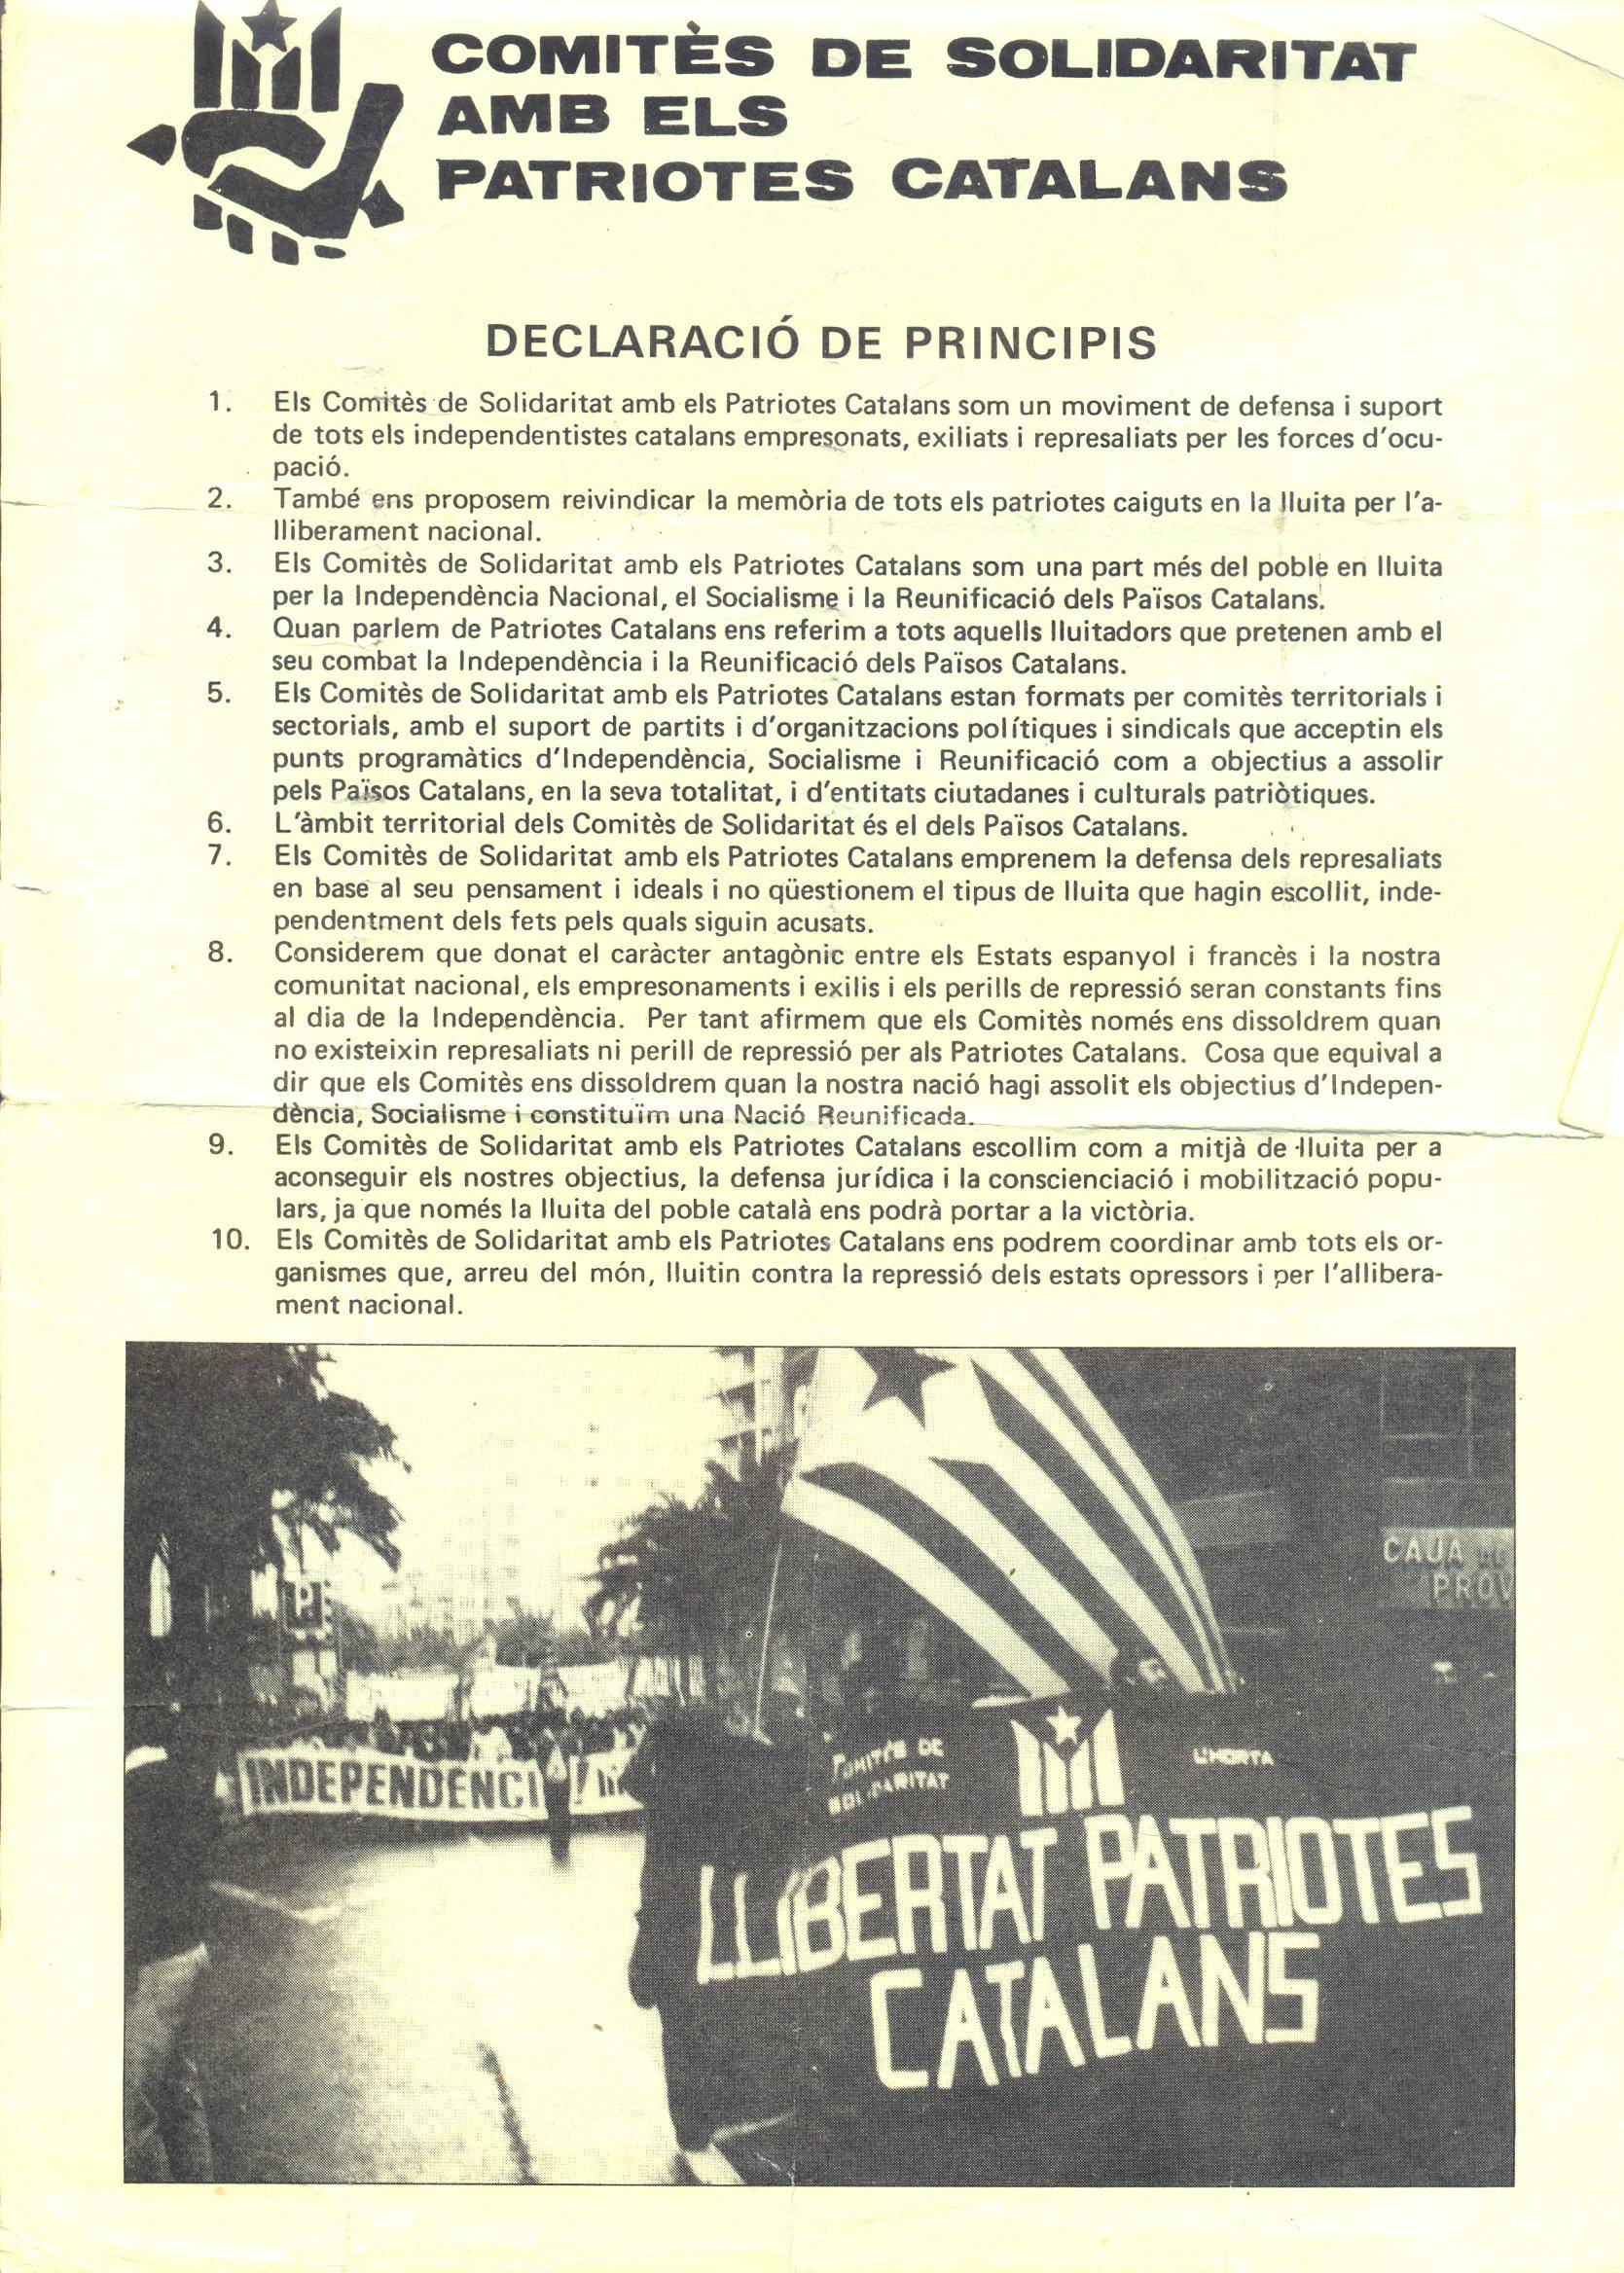 COMITÈS DE SOLIDARITAT
AMB ELS
PATRIOTES CATALANS
DECLARACIÓ DE PRINCIPIS
1. Els Comitès de Solidaritat amb els Patriotes Catalans som un moviment de defensa i suport
de tots els independentistes catalans empresonats, exiliats i represaliats per les forces d'ocu-
pació.
2. També ens proposem reivindicar la memòria de tots els patriotes caiguts en la lluita per l'a-
lliberament nacional.
3. Els Comitès de Solidaritat amb els Patriotes Catalans som una part més del poble en lluita
per la Independència Nacional, el Socialisme i la Reunificació dels Països Catalans.
4. Quan parlem de Patriotes Catalans ens referim a tots aquells lluitadors que pretenen amb el
seu combat la Independència i la Reunificació dels Països Catalans.
5. Els Comitès de Solidaritat amb els Patriotes Catalans estan formats per comitès territorials i
sectorials, amb el suport de partits i d'organitzacions polítiques i sindicals que acceptin els
punts programàtics d'Independència, Socialisme i Reunificació com a objectius a assolir
pels Països Catalans, en la seva totalitat, i d'entitats ciutadanes i culturals patriòtiques.
6. L'àmbit territorial dels Comitès de Solidaritat és el dels Països Catalans.
7. Els Comitès de Solidaritat amb els Patriotes Catalans emprenem la defensa dels represaliats
en base al seu pensament i ideals i no qüestionem el tipus de lluita que hagin escollit, inde-
pendentment dels fets pels quals siguin acusats.
8. Considerem que donat el caràcter antagònic entre els Estats espanyol i francès i la nostra
comunitat nacional, els empresonaments i exilis i els perills de repressió seran constants fins
al dia de la Independència. Per tant afirmem que els Comitès només ens dissoldrem quan
no existeixin represaliats ni perill de repressió per als Patriotes Catalans. Cosa que equival a
dir que els Comitès ens dissoldrem quan la nostra nació hagi assolit els objectius d'Indepen-
dència, Socialisme i constituïm una Nació Reunificada.
9. Els Comitès de Solidaritat amb els Patriotes Catalans escollim com a mitjà de lluita per a
aconseguir els nostres objectius, la defensa jurídica i la conscienciació i mobilització popu-
lars, ja que només la lluita del poble català ens podrà portar a la victòria.
10. Els Comitès de Solidaritat amb els Patriotes Catalans ens podrem coordinar amb tots els or-
ganismes que, arreu del món, lluitin contra la repressió dels estats opressors i per l'allibera-
ment nacional.
CAJA DE
PROV
P
INDEPENDENCI
COMITÈS DE
SOLIDARITAT
L'HORTA
LLIBERTAT PATRIOTES
CATALANS